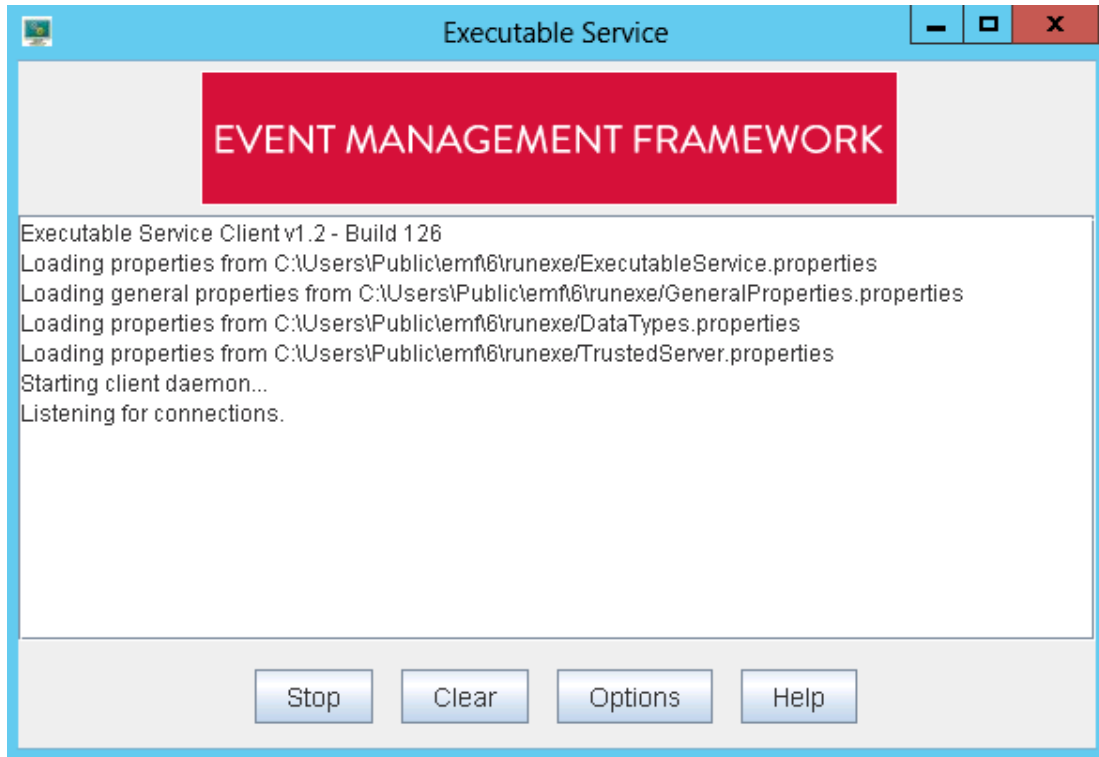 Executable Service
EVENT MANAGEMENT FRAMEWORK
Executable Service Client v1.2 - Build 126
Loading properties from C:\Users\Public\emf\6\runexe/ExecutableService.properties
Loading general properties from C:\Users\Public\emf\6\runexe/GeneralProperties.properties
Loading properties from C:\Users\Public\emf\6\runexe/DataTypes.properties
Loading properties from C:\Users\Public\emf\6\runexe/TrustedServer.properties
Starting client daemon...
Listening for connections.
Stop Clear Options Help